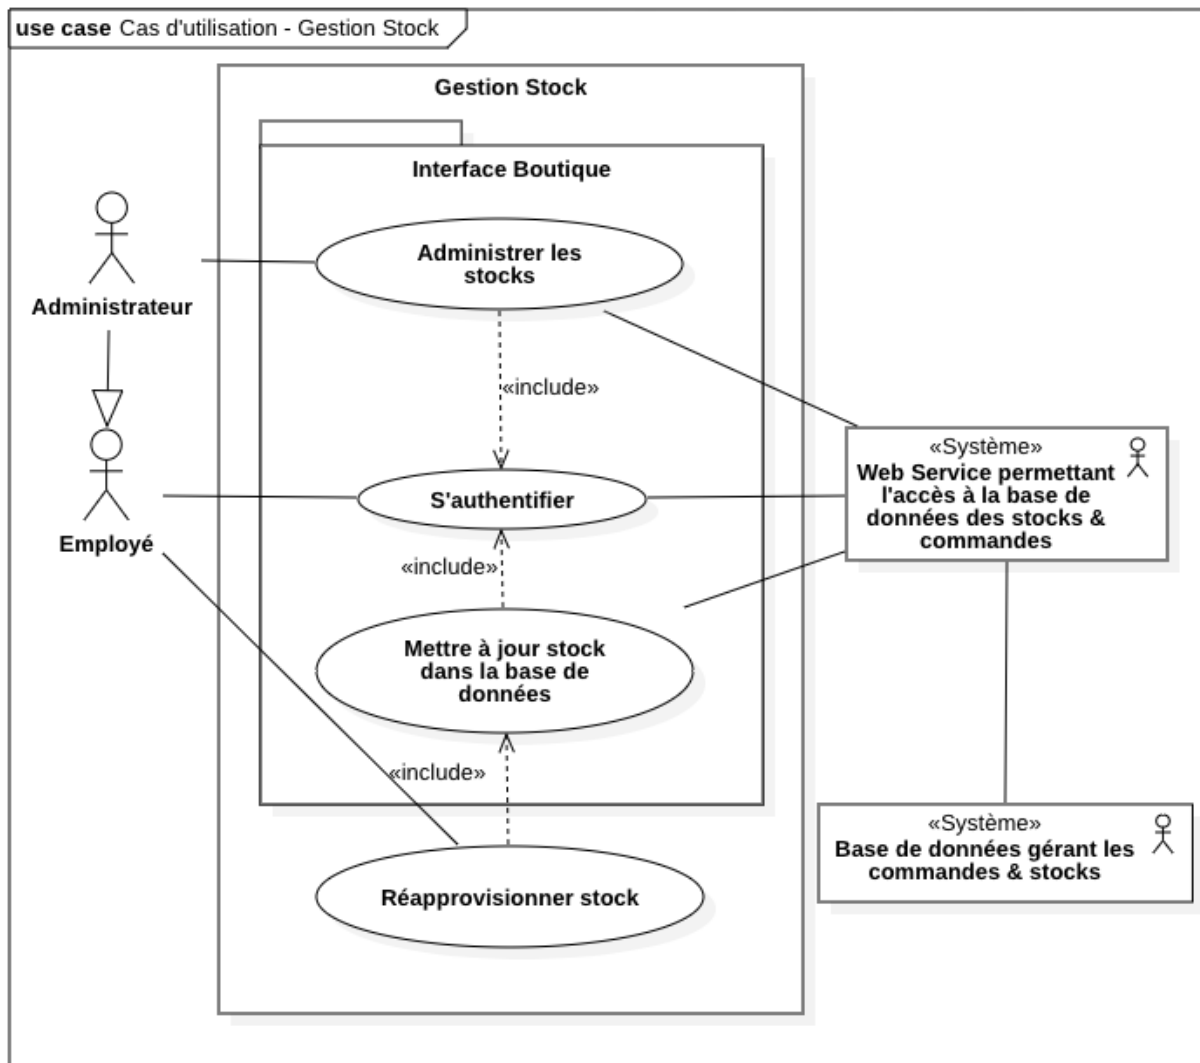 use case Cas d'utilisation - Gestion Stock
Gestion Stock
Interface Boutique
Administrer les
stocks
Administrateur
«include»
«Système»
Web Service permettant
l'accès à la base de
données des stocks &
commandes
S'authentifier
Employé
«include»
Mettre à jour stock
dans la base de
données
«include»
«Système»
Base de données gérant les
commandes & stocks
Réapprovisionner stock